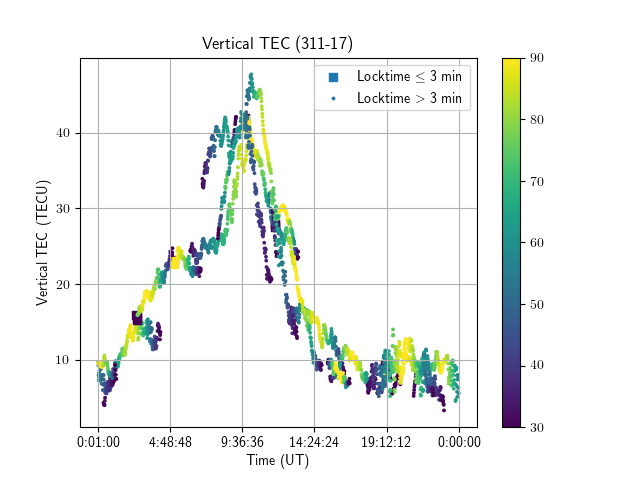 Vertical TEC (311-17)
Locktime ≤ 3 min
Locktime > 3 min
Vertical TEC (TECU)
40
30
20
10
0:01:00 4:48:48 9:36:36 14:24:24 19:12:12 0:00:00
Time (UT)
90
80
70
60
50
40
30